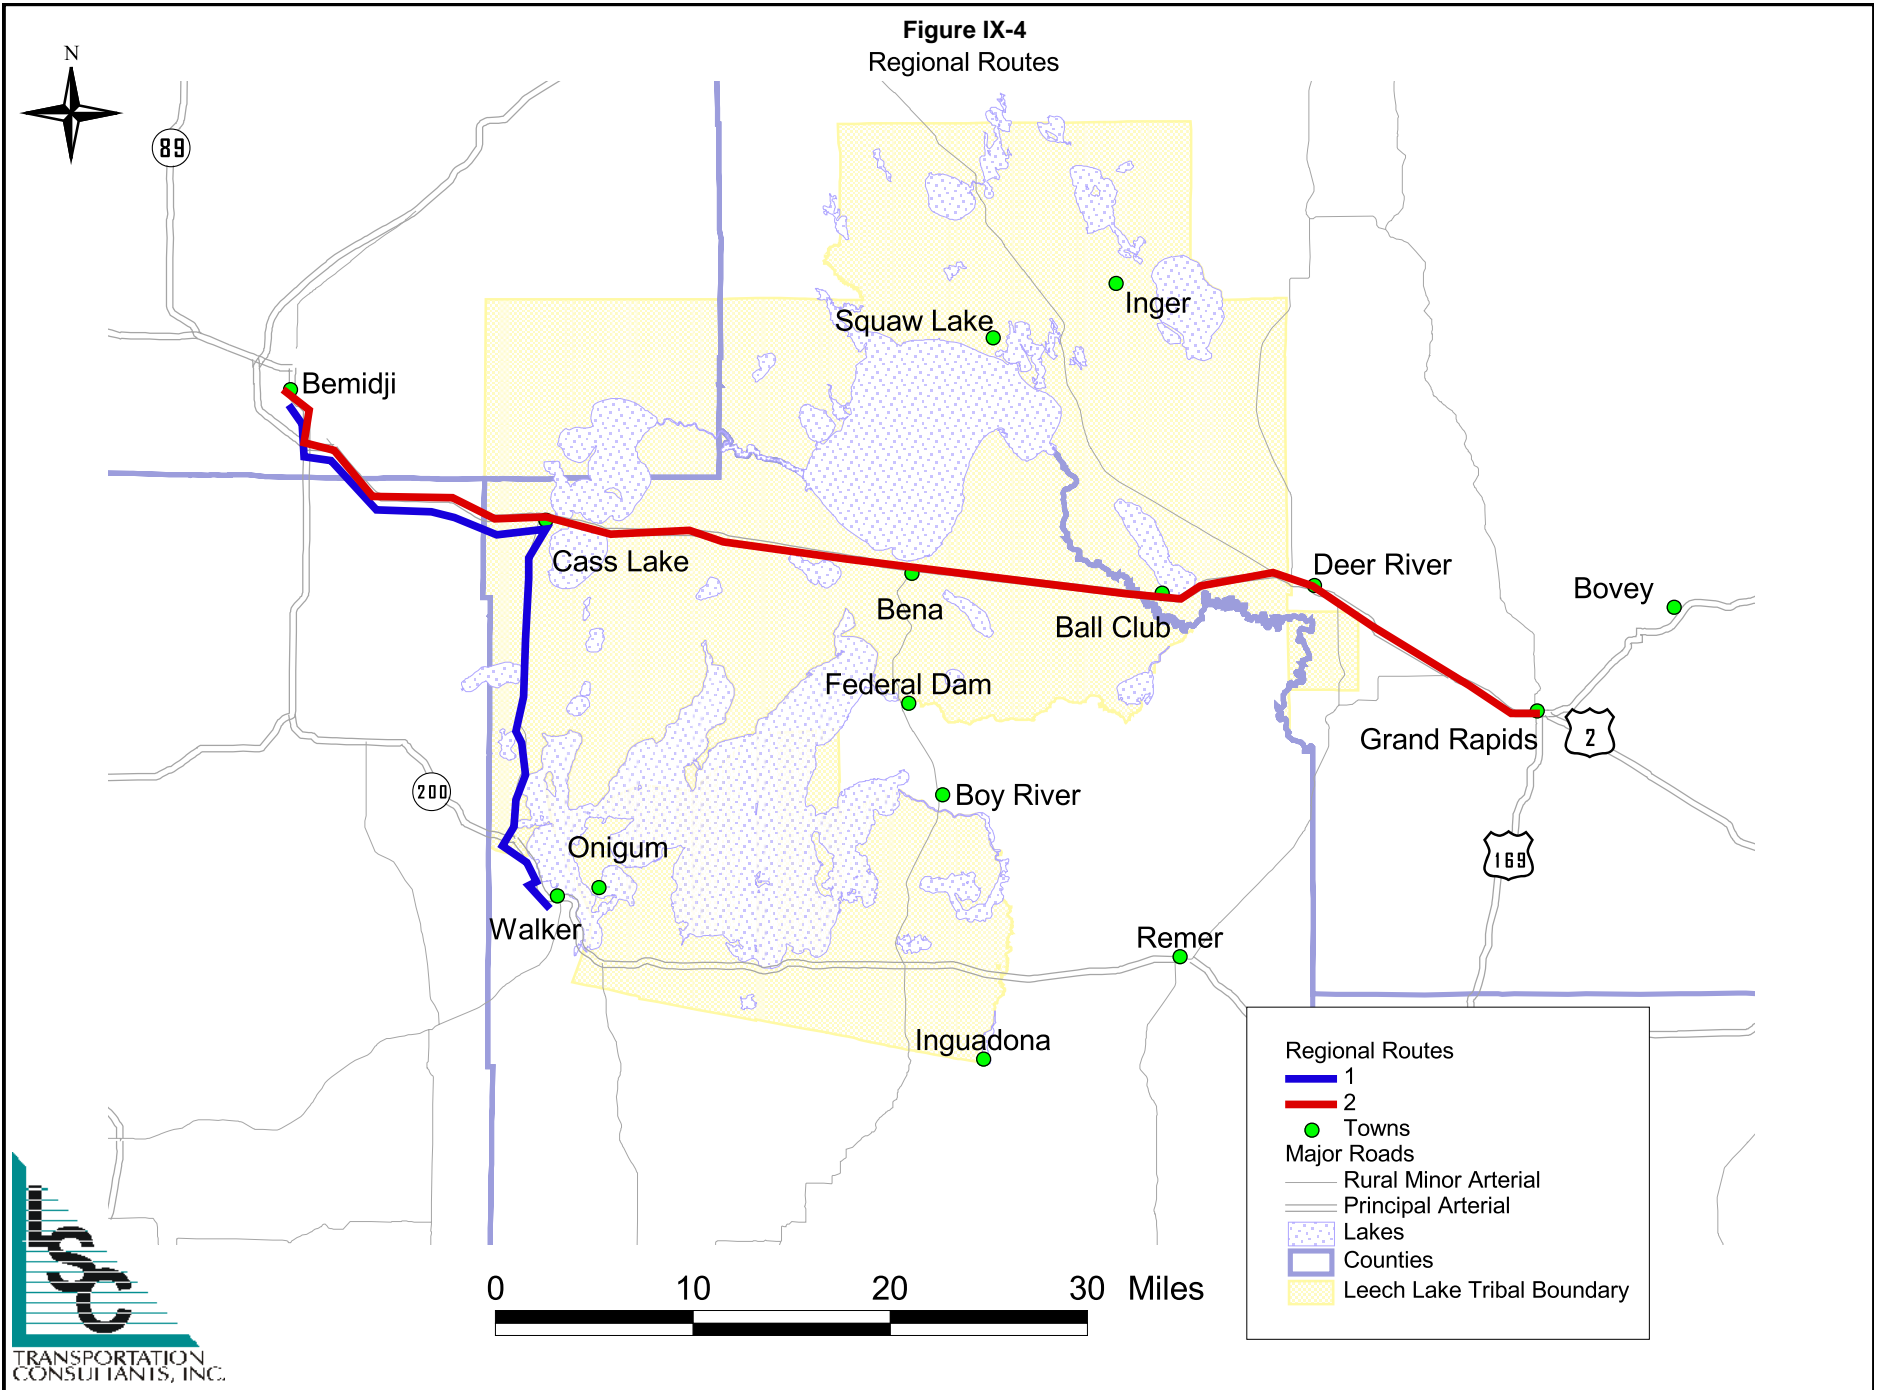 Figure IX-4
Regional Routes
N
89
Inger
Squaw Lake
Bemidji
Cass Lake
Deer River
Bovey
Bena
Ball Club
Federal Dam
Grand Rapids
2
200
Boy River
Onigum
169
Walker
Remer
Inguadona
Regional Routes
1
2
Towns
Major Roads
Rural Minor Arterial
Principal Arterial
Lakes
Counties
Leech Lake Tribal Boundary
0 10 20 30 Miles
LSC
TRANSPORTATION
CONSULTANTS, INC.